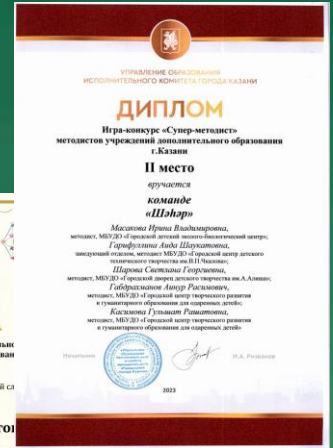 УПРАВЛЕНИЕ ОБРАЗОВАНИЯ
ИСПОЛНИТЕЛЬНОГО КОМИТЕТА ГОРОДА КАЗАНИ
ДИПЛОМ
Игра-конкурс «Супер-методист»
методистов учреждений дополнительного образования
г.Казани
II место
вручается
команде
«Шәһәр»
Масакова Ирина Владимировна,
методист, МБУДО «Городской детский эколого-биологический центр»;
Гарифуллина Аида Шаукатовна,
заведующий отделом, методист МБУДО «Городской центр детского
технического творчества им.В.П.Чкалова»;
Шарова Светлана Георгиевна,
методист, МБУДО «Городской дворец детского творчества им.А.Алиша»;
Габдрахманов Айнур Расимович,
методист, МБУДО «Городской центр творческого развития
и гуманитарного образования для одаренных детей»;
Касимова Гульшат Рашатовна,
методист, МБУДО «Городской центр творческого развития
и гуманитарного образования для одаренных детей»
Начальник
И.А. Ризванов
2023